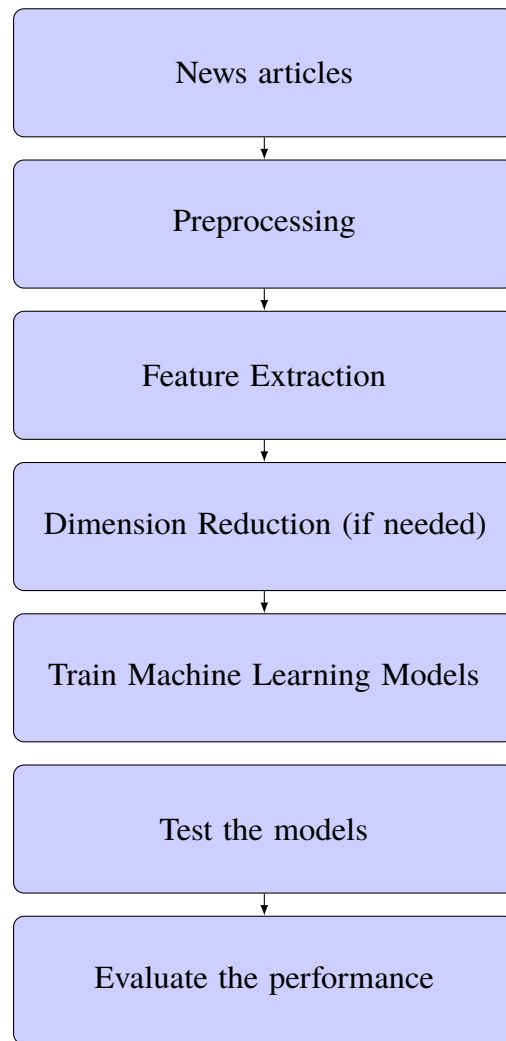 News articles
Preprocessing
Feature Extraction
Dimension Reduction (if needed)
Train Machine Learning Models
Test the models
Evaluate the performance